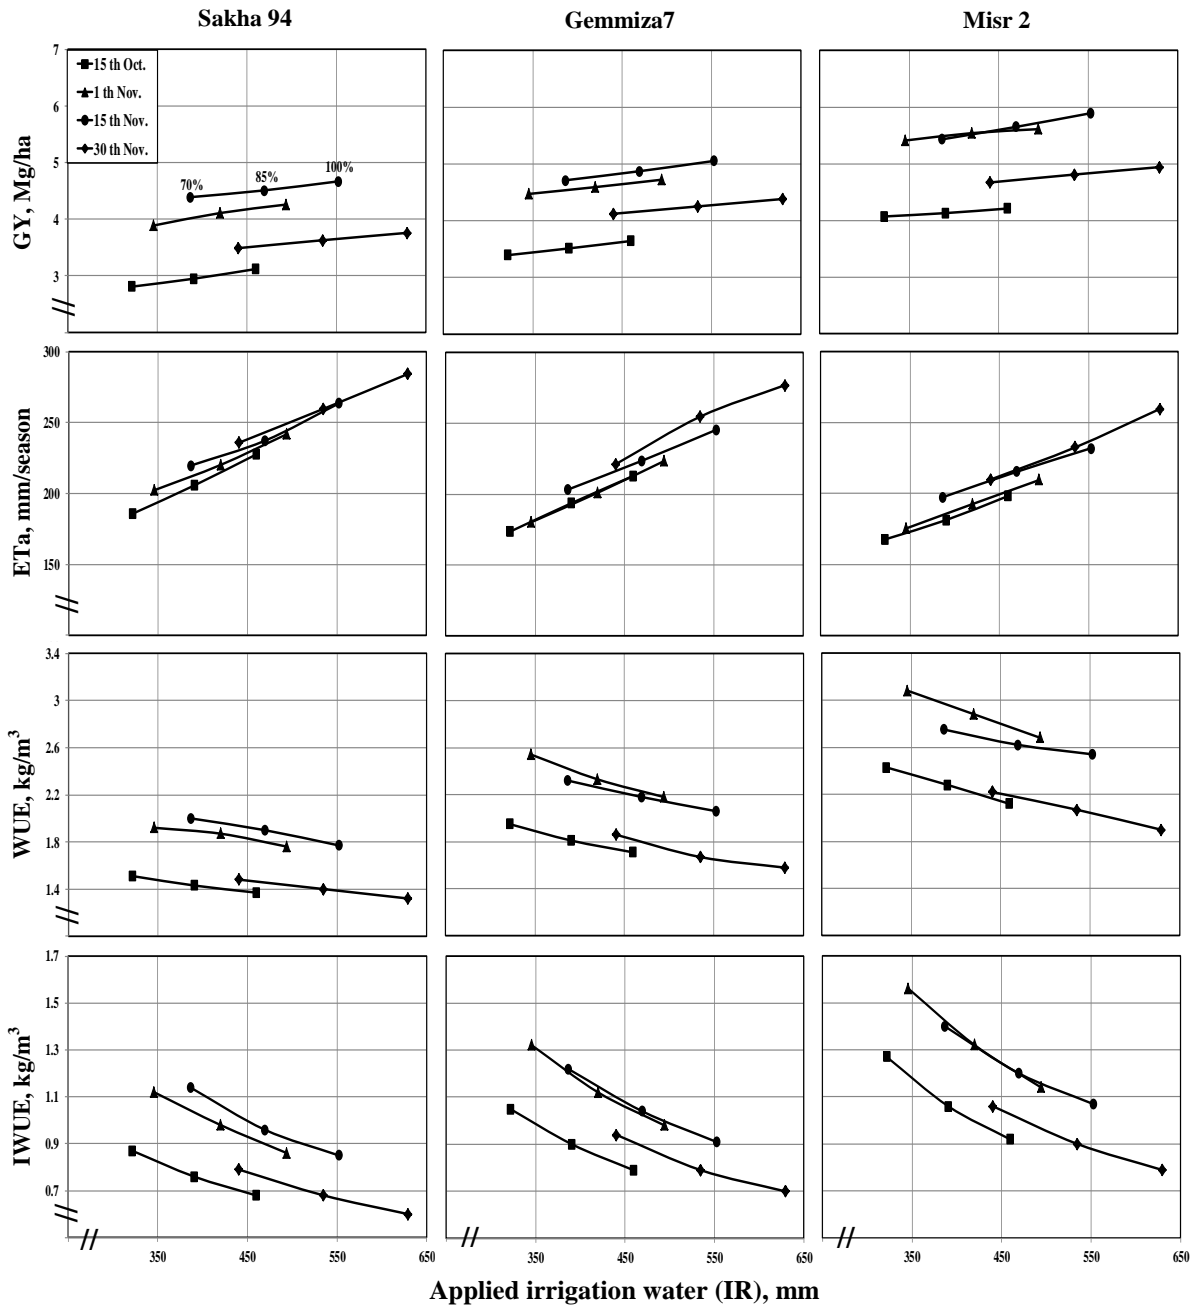 Sakha 94
Gemmiza7
Misr 2
GY, Mg/ha
7
6
5
4
3
15 th Oct.
1 th Nov.
15 th Nov.
30 th Nov.
70%
85%
100%
ETa, mm/season
300
250
200
150
WUE, kg/m³
3.4
3
2.6
2.2
1.8
1.4
IWUE, kg/m³
1.7
1.5
1.3
1.1
0.9
0.7
350 450 550 650
350 450 550 650
350 450 550 650
Applied irrigation water (IR), mm